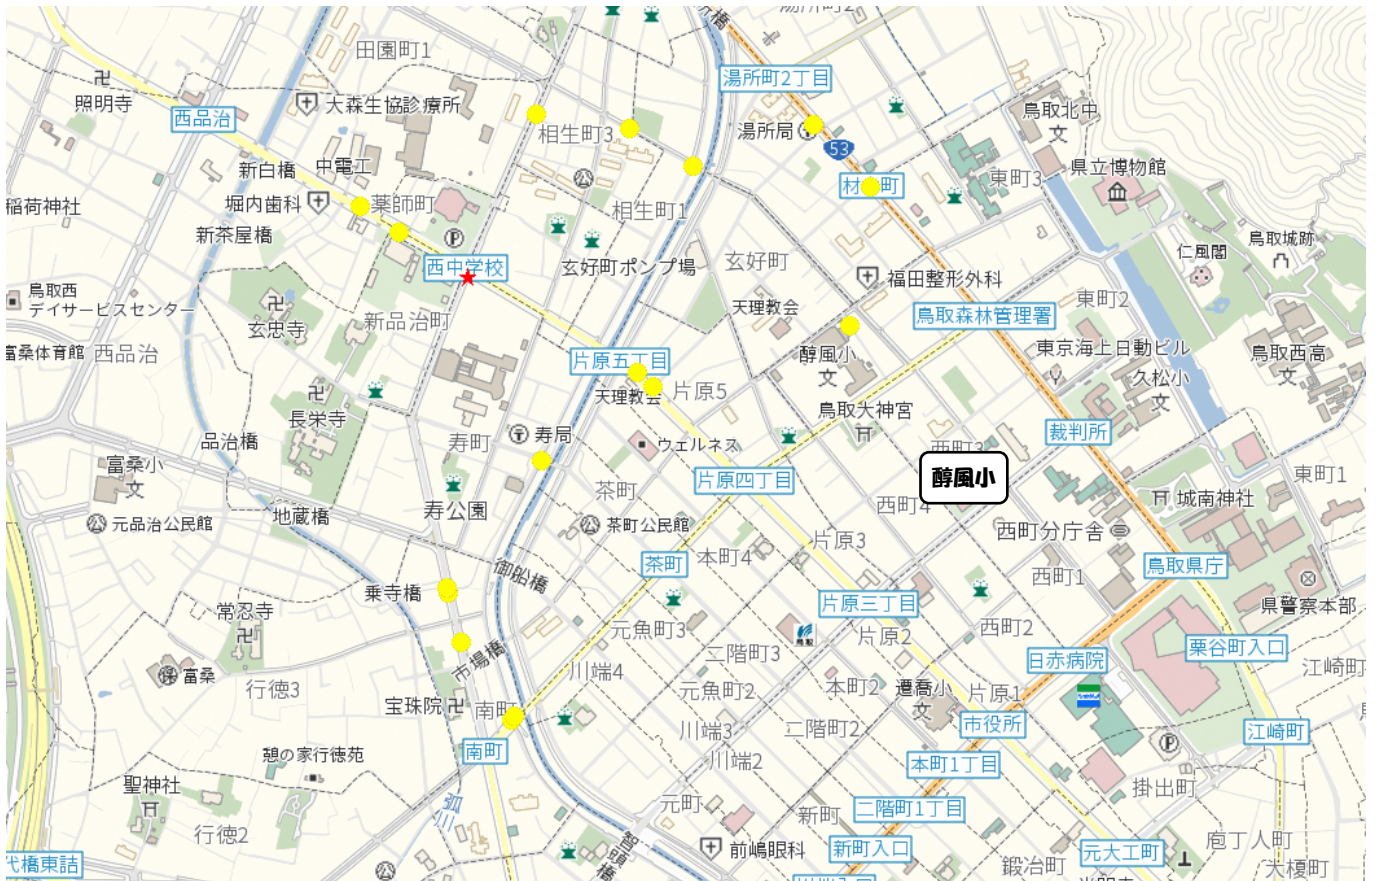 湯所町2
田園町1
湯所町2丁目
照明寺
大森生協診療所
西品治
鳥取北中
文
相生町3
湯所局
53
中電工
新白橋
県立博物館
東町3
堀内歯科
薬師町
稲荷神社
相生町1
新茶屋橋
P
鳥取城跡
仁風閣
西中学校
玄好町ポンプ場
玄好町
福田整形外科
鳥取西
デイサービスセンター
東町2
天理教会
鳥取森林管理署
新品治町
玄忠寺
富桑体育館
西品治
醇風小
文
東京海上日動ビル
鳥取西高
文
片原五丁目
久松小
文
天理教会
片原5
鳥取大神宮
長栄寺
寿町
寿局
ウェルネス
裁判所
品治橋
西町3
富桑小
文
醇風小
片原四丁目
東町1
茶町
西町4
城南神社
寿公園
地蔵橋
元品治公民館
茶町公民館
西町分庁舎
片原3
本町4
茶町
鳥取県庁
御船橋
西町1
乗寺橋
県警察本部
常忍寺
片原三丁目
元魚町3
西町2
片原2
栗谷町入口
鳥取
二階町3
日赤病院
江崎町
市場橋
富桑
川端4
行徳3
元魚町2
本町2
遷喬小
文
片原1
宝珠院
南町
川端3
二階町2
市役所
江崎町
P
南町
憩の家行徳苑
川端2
本町1丁目
聖神社
掛出町
元町
新町
二階町1丁目
行徳2
智頭橋
庖丁人町
前嶋眼科
新町入口
元大工町
代橋東詰
鍛冶町
大榎町